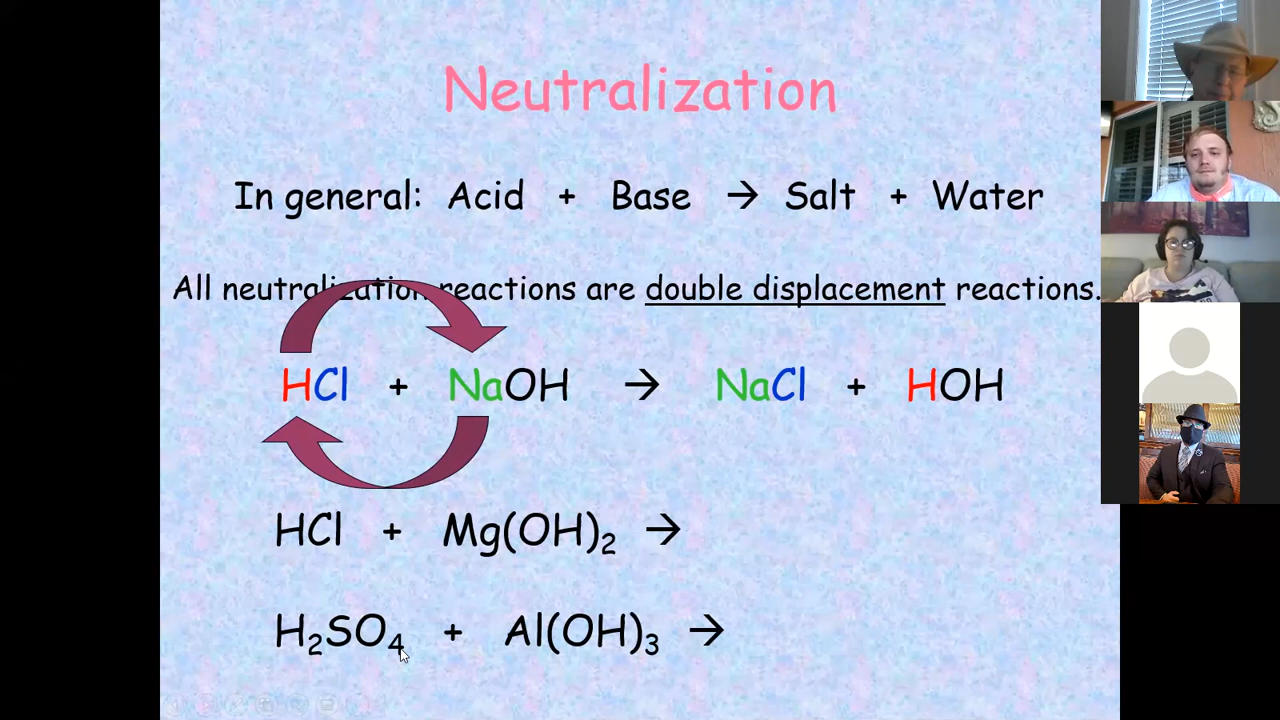 Neutralization
In general: Acid + Base → Salt + Water
All neutralization reactions are double displacement reactions.
HCl + NaOH → NaCl + HOH
HCl + Mg(OH)₂ →
H₂SO₄ + Al(OH)₃ →